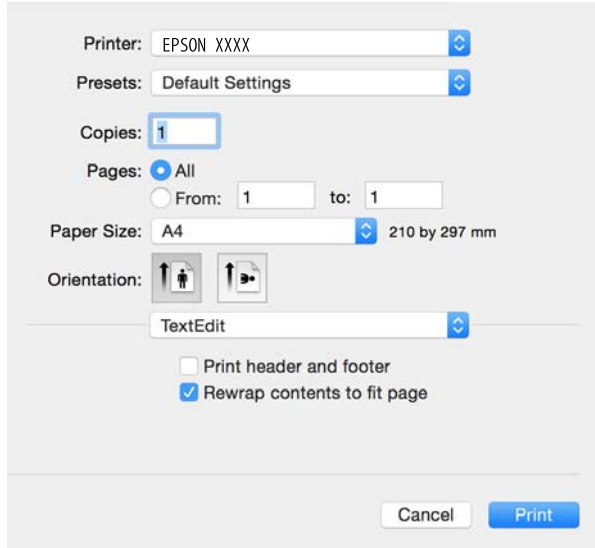 Printer: EPSON XXXX
Presets: Default Settings
Copies: 1
Pages: All
From: 1 to: 1
Paper Size: A4 210 by 297 mm
Orientation:
TextEdit
Print header and footer
Rewrap contents to fit page
Cancel Print